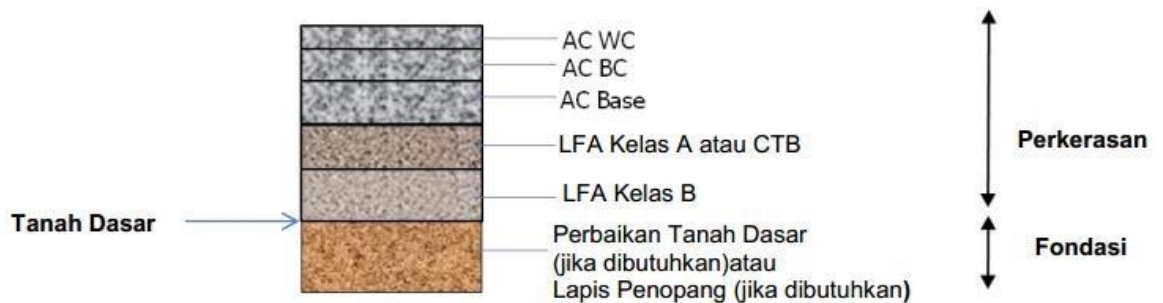 AC WC
AC BC
AC Base
LFA Kelas A atau CTB
Perkerasan
LFA Kelas B
Tanah Dasar
Perbaikan Tanah Dasar
(jika dibutuhkan)atau
Lapis Penopang (jika dibutuhkan)
Fondasi